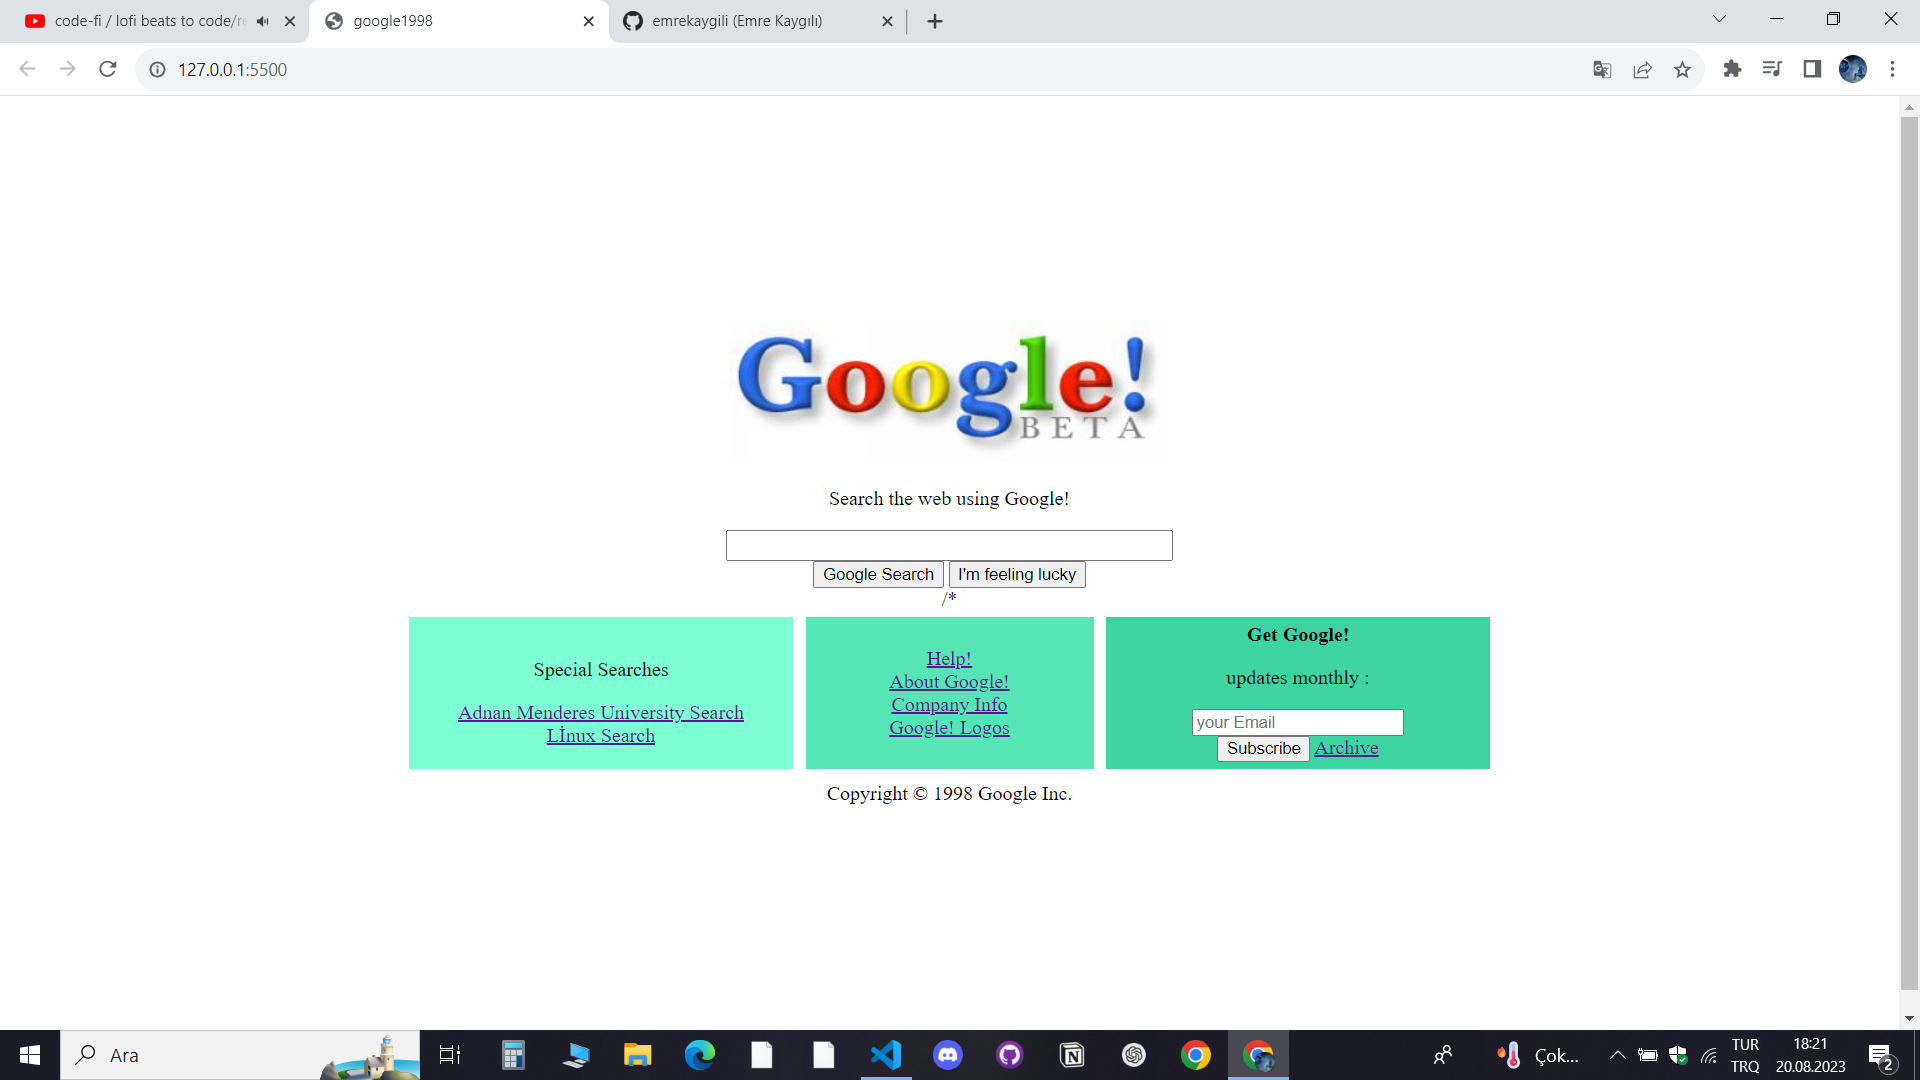 code-fi / lofi beats to code/re
google1998
emrekaygili (Emre Kaygılı)
127.0.0.1:5500
Google!
BETA
Search the web using Google!
Google Search
I'm feeling lucky
/*
Special Searches
Adnan Menderes University Search
Lİnux Search
Help!
About Google!
Company Info
Google! Logos
Get Google!
updates monthly :
your Email
Subscribe Archive
Copyright © 1998 Google Inc.
Ara
Çok...
TUR
TRQ
18:21
20.08.2023
2